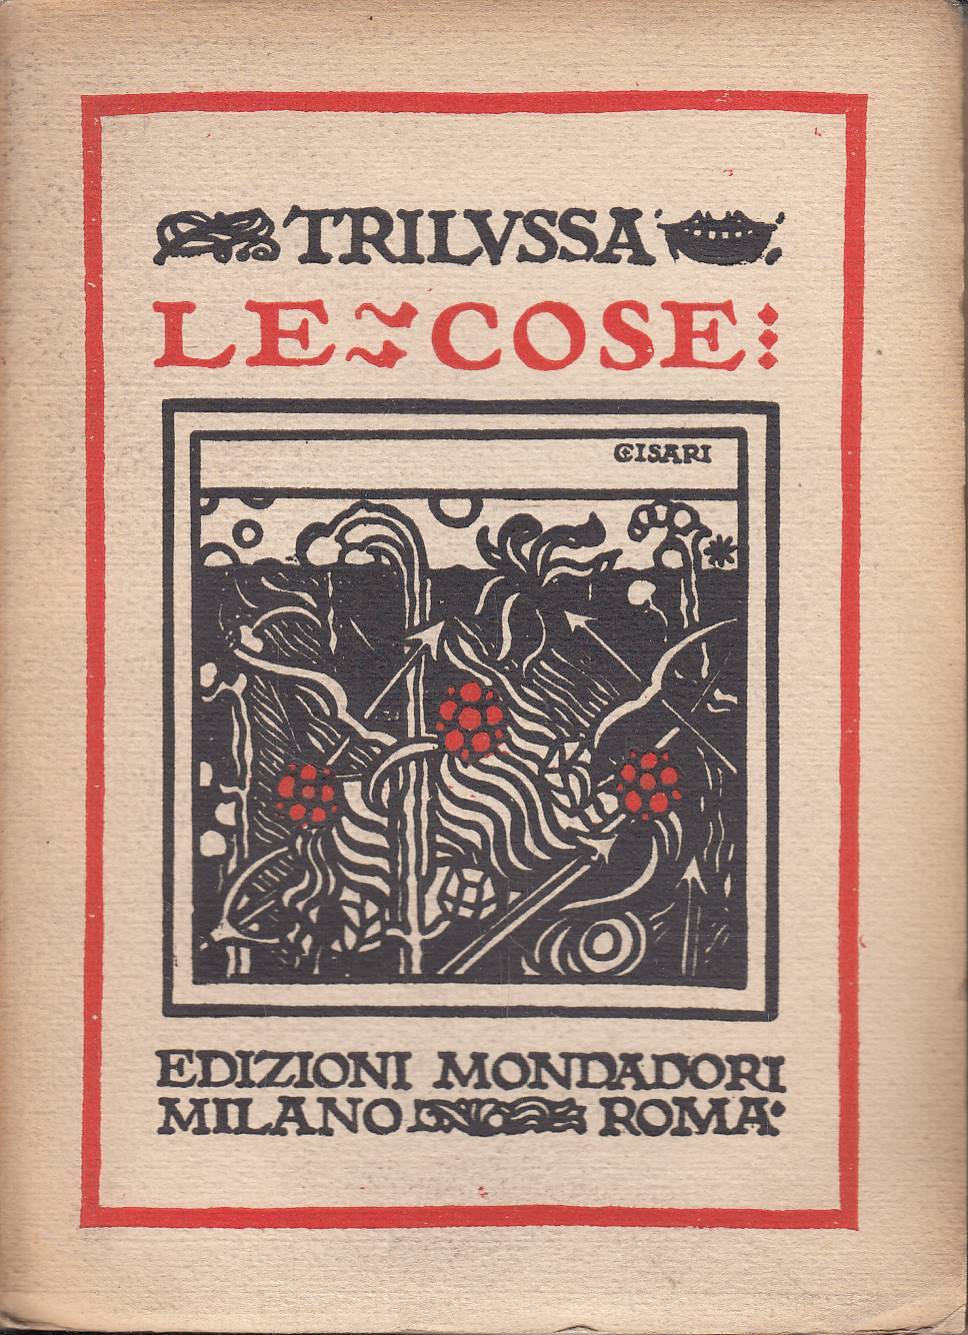 TRILVSSA
LE COSE
CISARI
EDIZIONI MONDADORI
MILANO ROMA